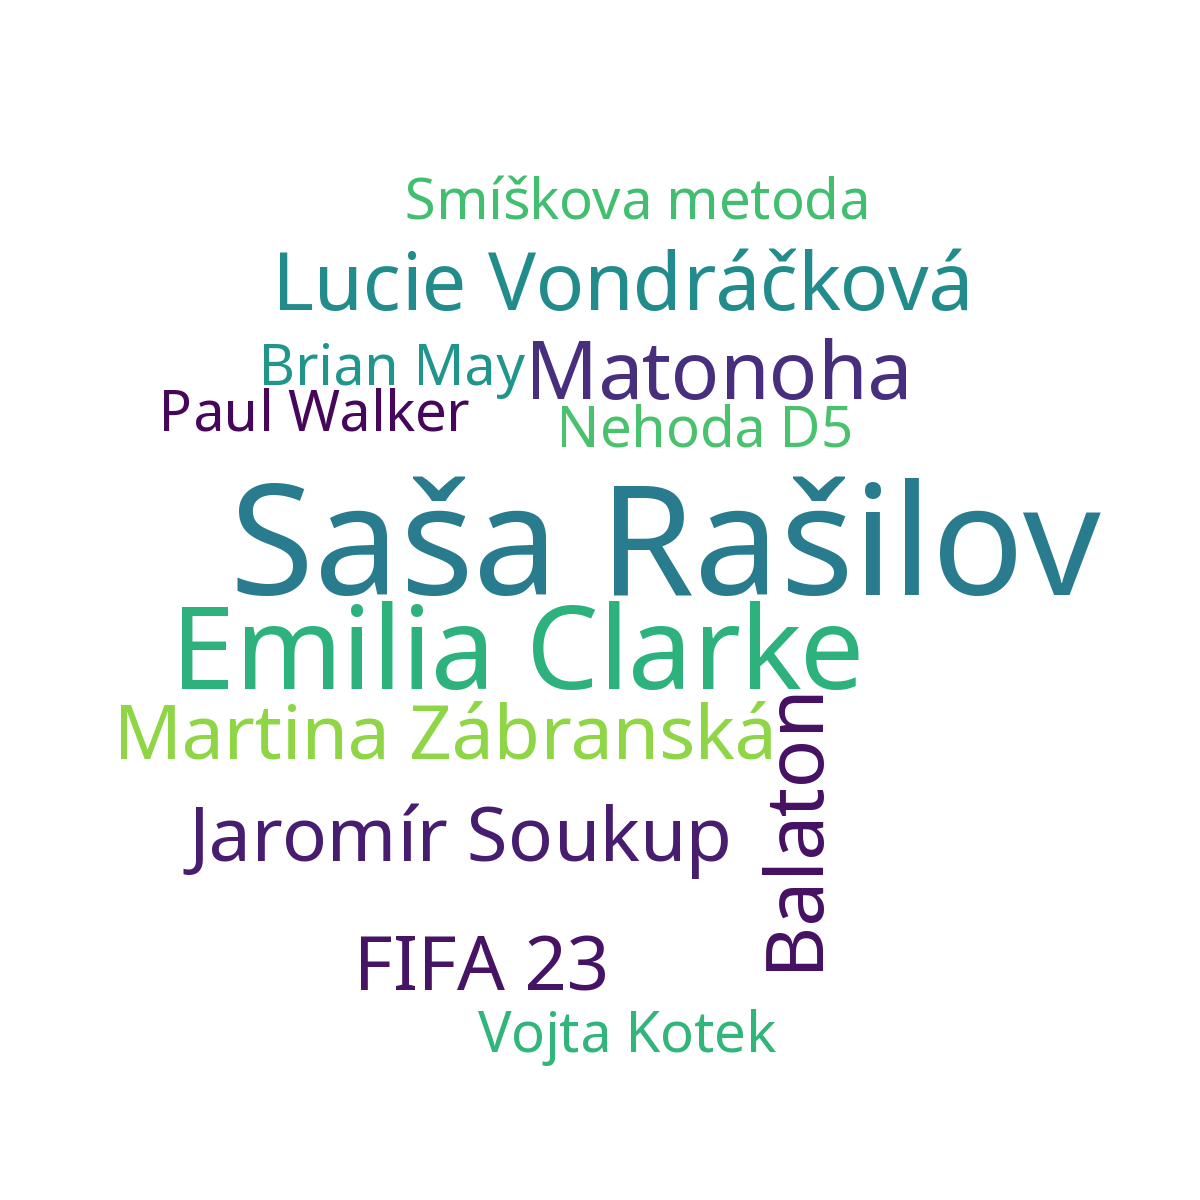 Smíškova metoda
Lucie Vondráčková
Brian May
Matonoha
Paul Walker
Nehoda D5
Saša Rašilov
Emilia Clarke
Martina Zábranská
Balaton
Jaromír Soukup
FIFA 23
Vojta Kotek